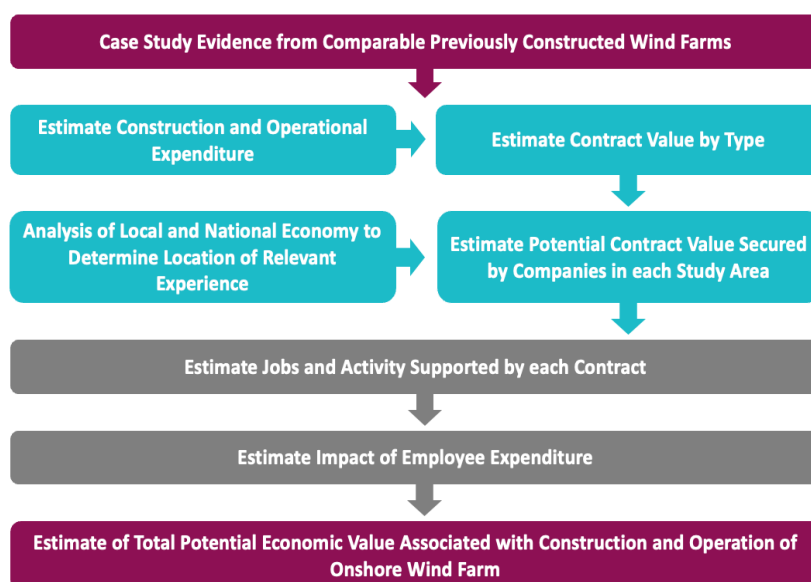 Case Study Evidence from Comparable Previously Constructed Wind Farms
Estimate Construction and Operational
Expenditure
Estimate Contract Value by Type
Analysis of Local and National Economy to
Determine Location of Relevant
Experience
Estimate Potential Contract Value Secured
by Companies in each Study Area
Estimate Jobs and Activity Supported by each Contract
Estimate Impact of Employee Expenditure
Estimate of Total Potential Economic Value Associated with Construction and Operation of
Onshore Wind Farm